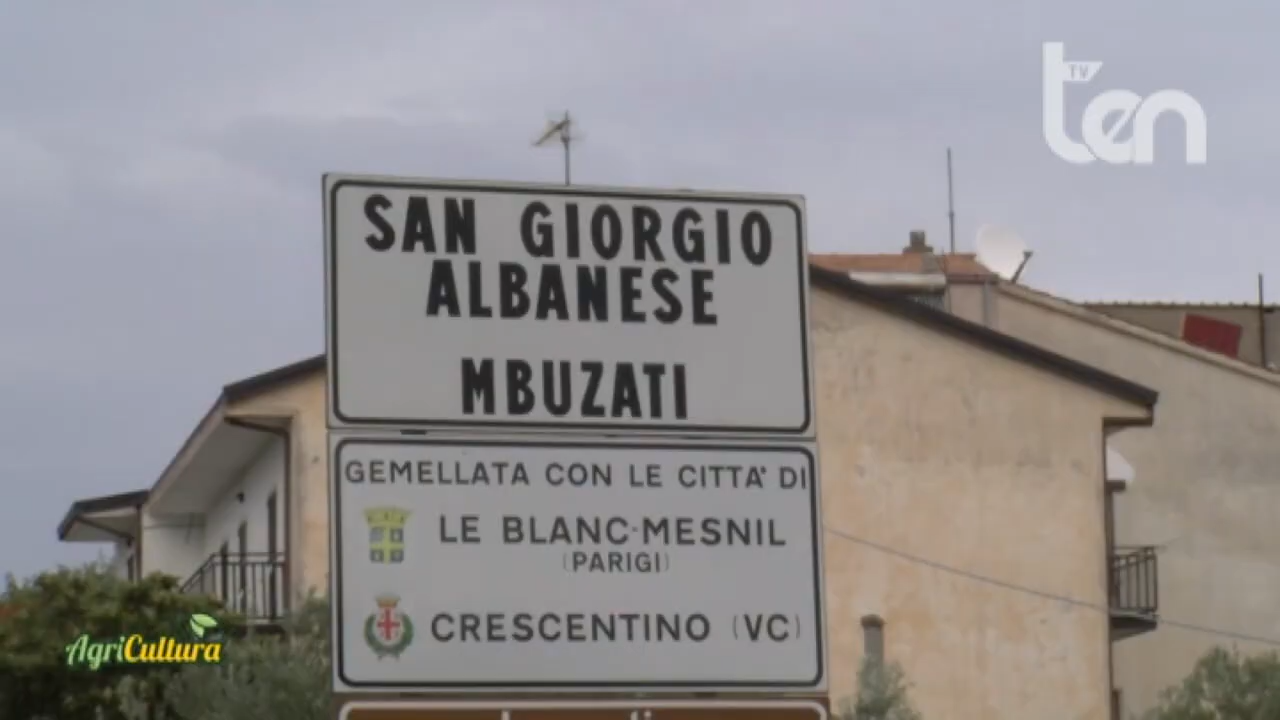 TV
ten
SAN GIORGIO
ALBANESE
MBUZATI
GEMELLATA CON LE CITTA' DI
LE BLANC-MESNIL
(PARIGI)
CRESCENTINO (VC)
AgriCultura